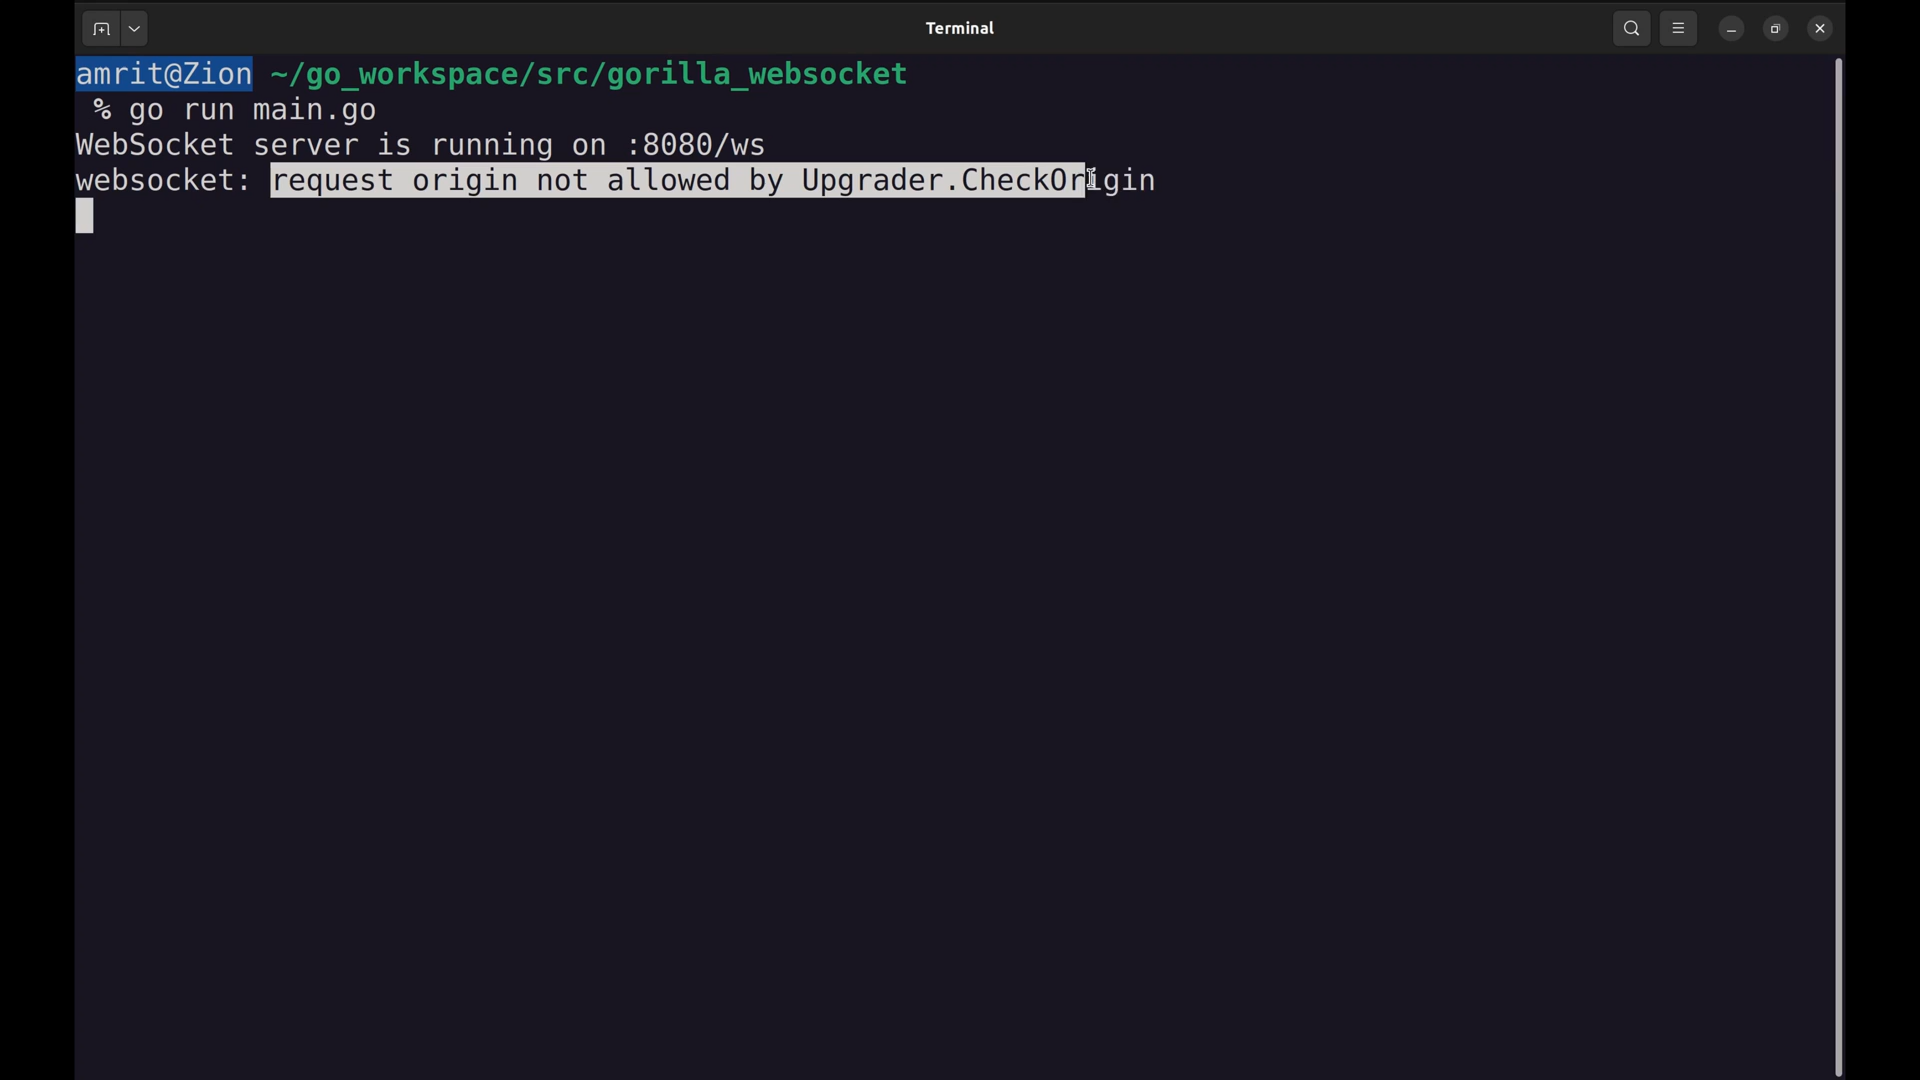 Terminal
amrit@Zion ~/go_workspace/src/gorilla_websocket
% go run main.go
WebSocket server is running on :8080/ws
websocket: request origin not allowed by Upgrader.CheckOrigin